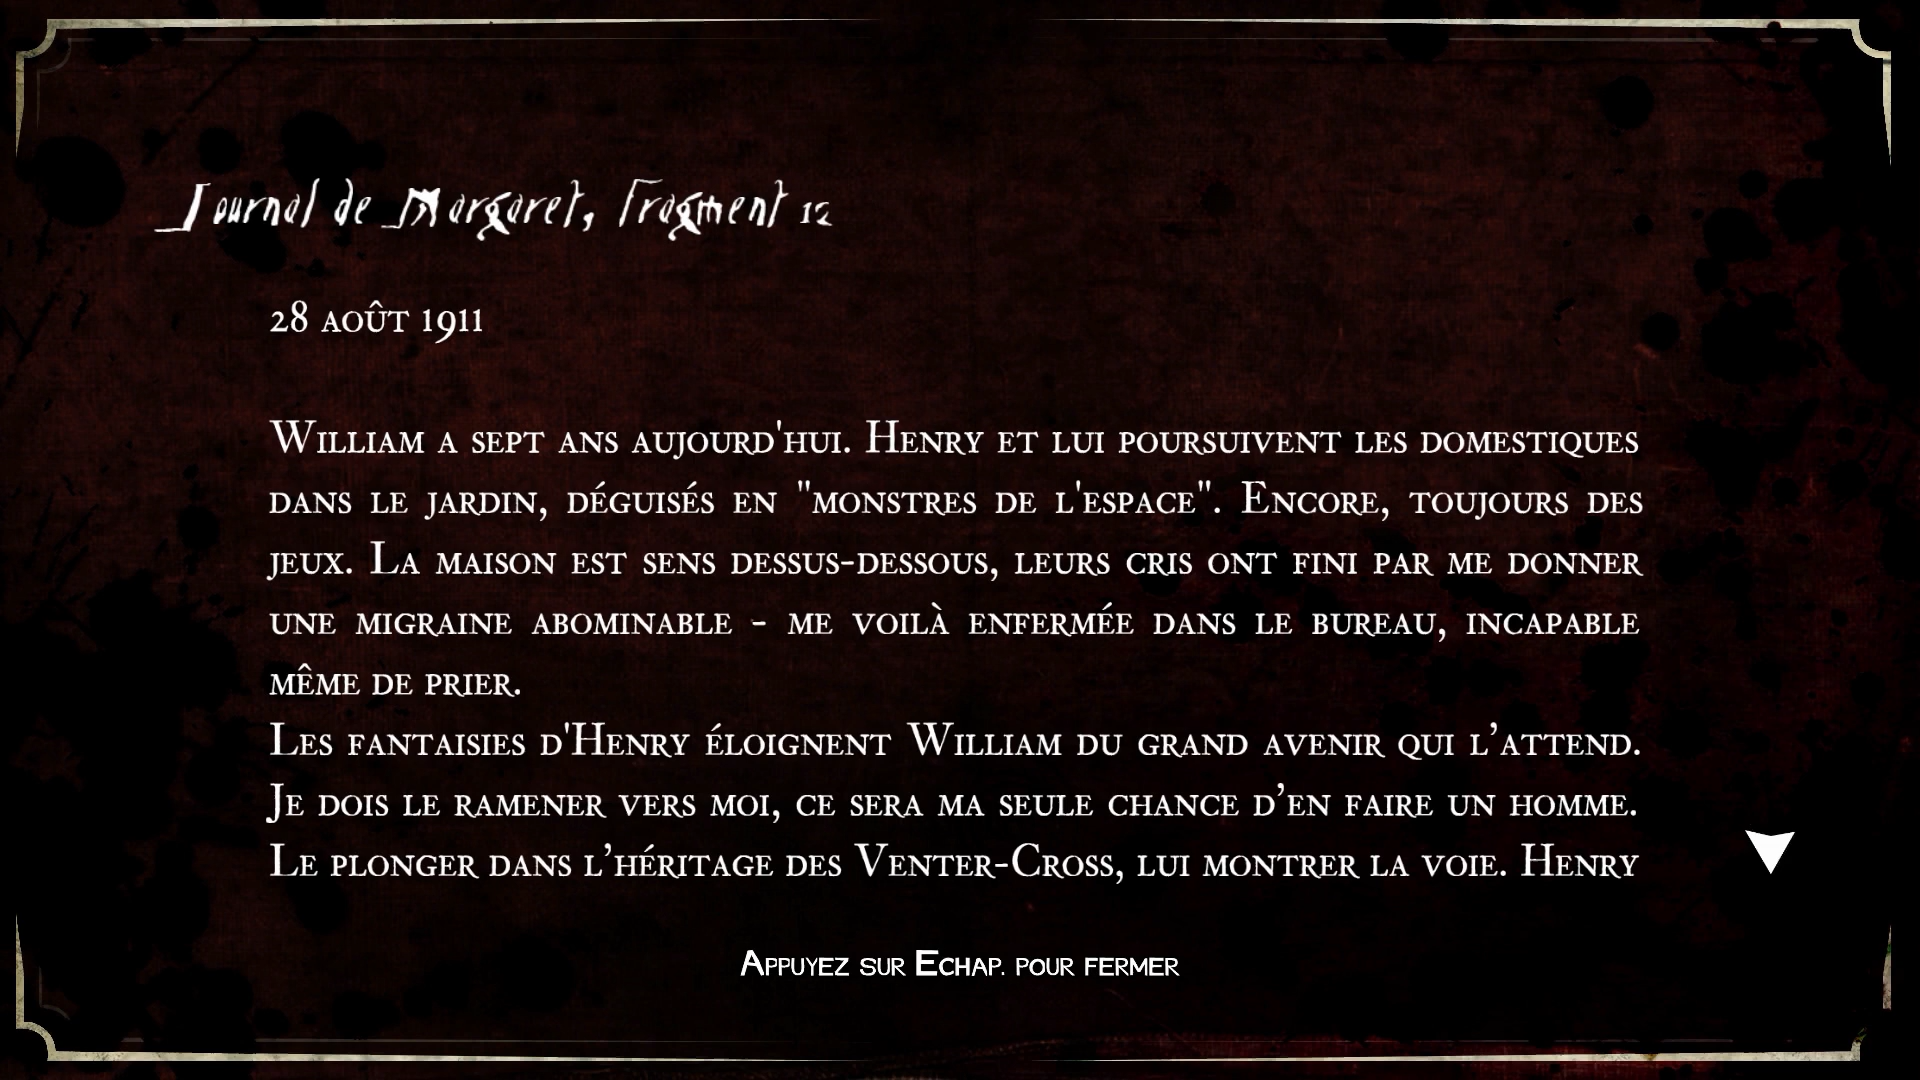 Journal de Margaret, Fragment 12
28 août 1911
William a sept ans aujourd'hui. Henry et lui poursuivent les domestiques
dans le jardin, déguisés en "monstres de l'espace". Encore, toujours des
jeux. La maison est sens dessus-dessous, leurs cris ont fini par me donner
une migraine abominable - me voilà enfermée dans le bureau, incapable
même de prier.
Les fantaisies d'Henry éloignent William du grand avenir qui l’attend.
Je dois le ramener vers moi, ce sera ma seule chance d’en faire un homme.
Le plonger dans l’héritage des Venter-Cross, lui montrer la voie. Henry
Appuyez sur Echap. pour fermer